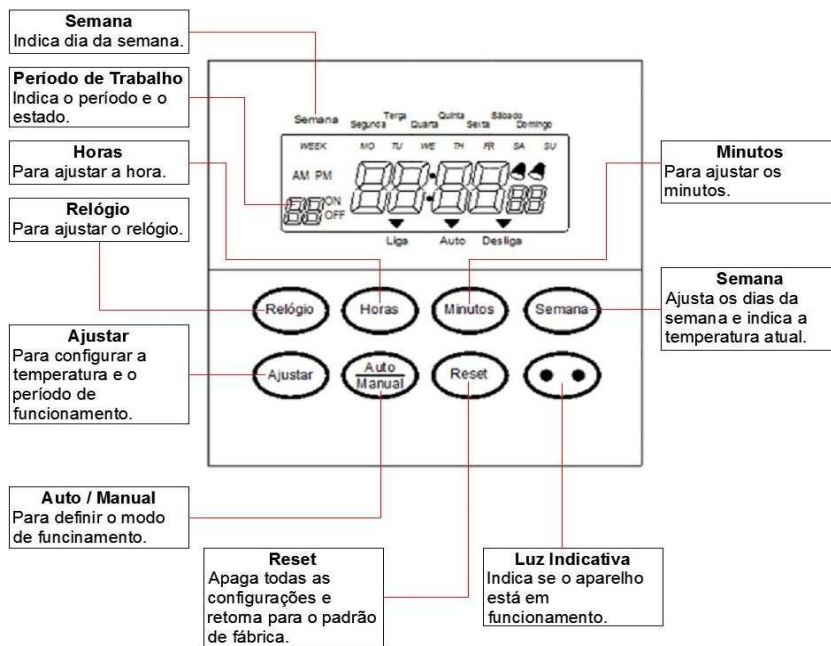 Semana
Indica dia da semana.
Período de Trabalho
Indica o período e o
estado.
Horas
Para ajustar a hora.
Relógio
Para ajustar o relógio.
Ajustar
Para configurar a
temperatura e o
período de
funcionamento.
Auto / Manual
Para definir o modo
de funcinamento.
Semana Segunda Terça Quarta Quinta Sexta Sábado Domingo
WEEK MO TU WE TH FR SA SU
AM PM 88:88
88 ON OFF 88
Liga Auto Desliga
Relógio Horas Minutos Semana
Ajustar Auto Manual Reset
Minutos
Para ajustar os
minutos.
Semana
Ajusta os dias da
semana e indica a
temperatura atual.
Reset
Apaga todas as
configurações e
retorna para o padrão
de fábrica.
Luz Indicativa
Indica se o aparelho
está em
funcionamento.